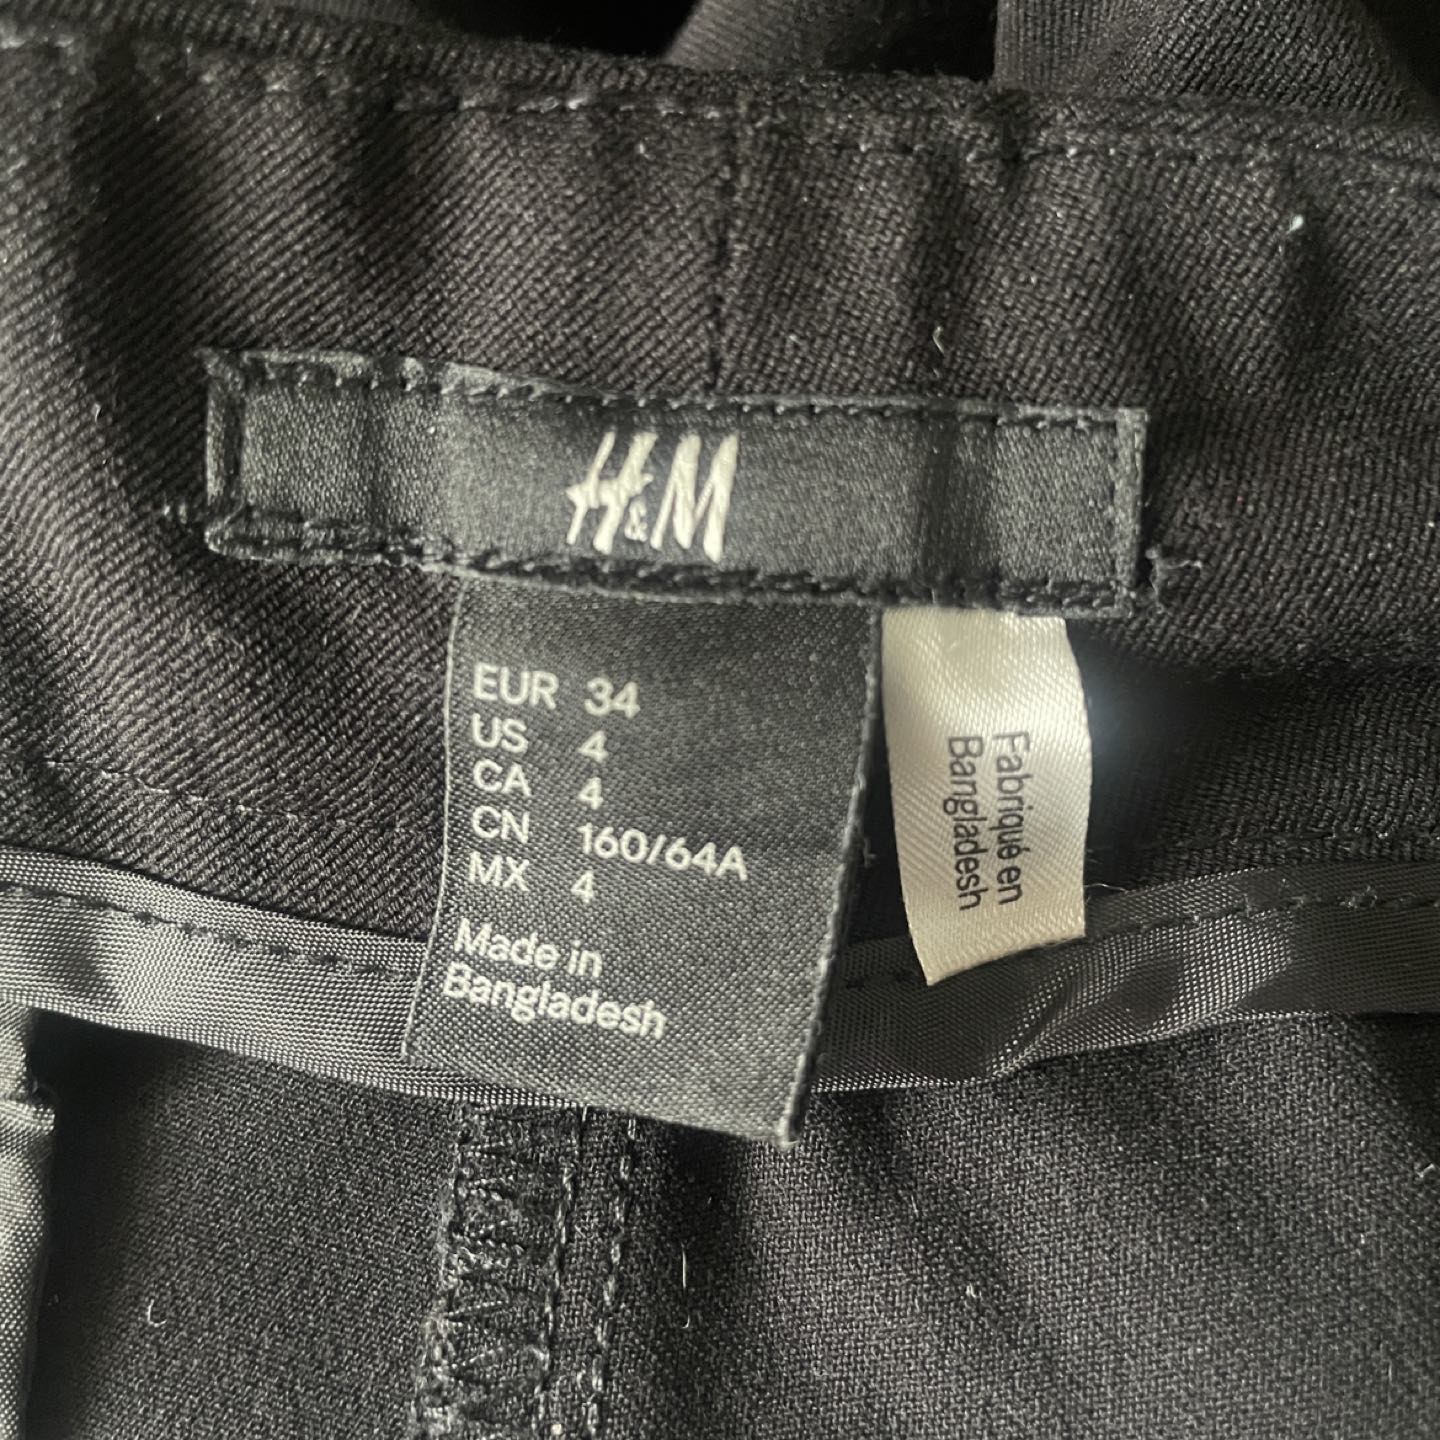 H&M
EUR 34
US 4
CA 4
CN 160/64A
MX 4
Made in
Bangladesh
Fabriqué en
Bangladesh